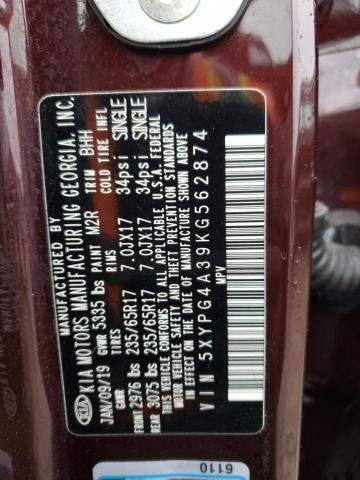 MANUFACTURED BY
KIA KIA MOTORS MANUFACTURING GEORGIA, INC.
JAN/09/19 GVWR 5335 lbs PAINT M2R TRIM BHH
GAWR COLD TIRE INFL
FRONT 2976 lbs 235/65R17 7.0JX17 34psi SINGLE
REAR 3075 lbs 235/65R17 7.0JX17 34psi SINGLE
THIS VEHICLE CONFORMS TO ALL APPLICABLE U.S.A. FEDERAL
MOTOR VEHICLE SAFETY AND THEFT PREVENTION STANDARDS
IN EFFECT ON THE DATE OF MANUFACTURE SHOWN ABOVE.
VIN 5XYPG4A39KG562874
MPV
6110